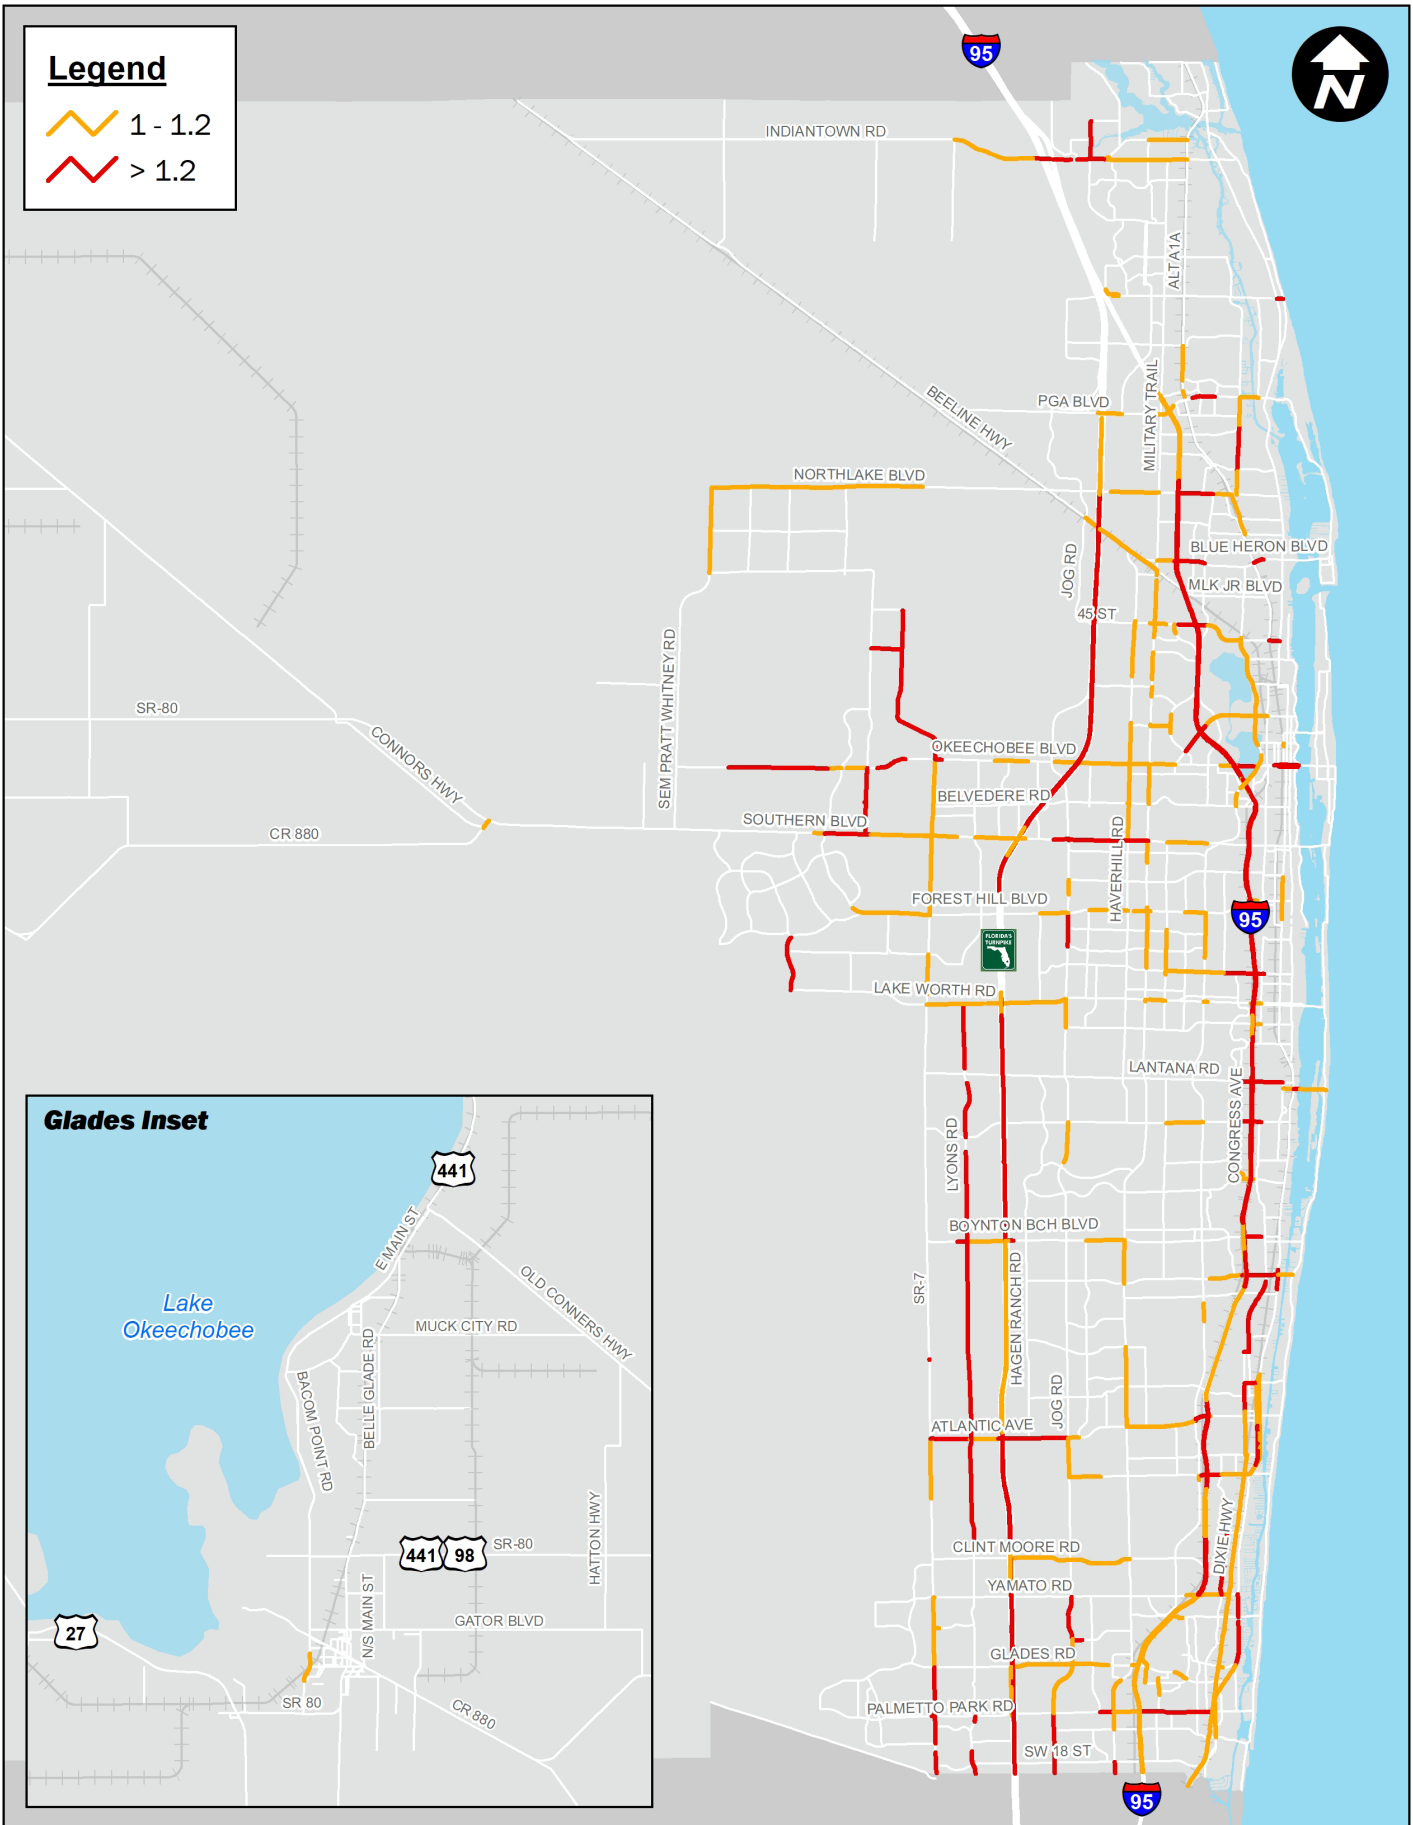 Legend
1 - 1.2
> 1.2
95
N
INDIANTOWN RD
ALT A1A
MILITARY TRAIL
PGA BLVD
BEELINE HWY
NORTHLAKE BLVD
BLUE HERON BLVD
JOG RD
MLK JR BLVD
45 ST
SEM PRATT WHITNEY RD
SR-80
CONNORS HWY
OKEECHOBEE BLVD
BELVEDERE RD
SOUTHERN BLVD
CR 880
HAVERHILL RD
FOREST HILL BLVD
95
FLORIDA'S
TURNPIKE
LAKE WORTH RD
LANTANA RD
CONGRESS AVE
LYONS RD
BOYNTON BCH BLVD
SR-7
HAGEN RANCH RD
JOG RD
ATLANTIC AVE
DIXIE HWY
CLINT MOORE RD
YAMATO RD
GLADES RD
PALMETTO PARK RD
SW 18 ST
95
Glades Inset
441
E MAIN ST
OLD CONNERS HWY
Lake
Okeechobee
MUCK CITY RD
BELLE GLADE RD
BACOM POINT RD
HATTON HWY
441
98
SR-80
N/S MAIN ST
GATOR BLVD
27
SR 80
CR 880